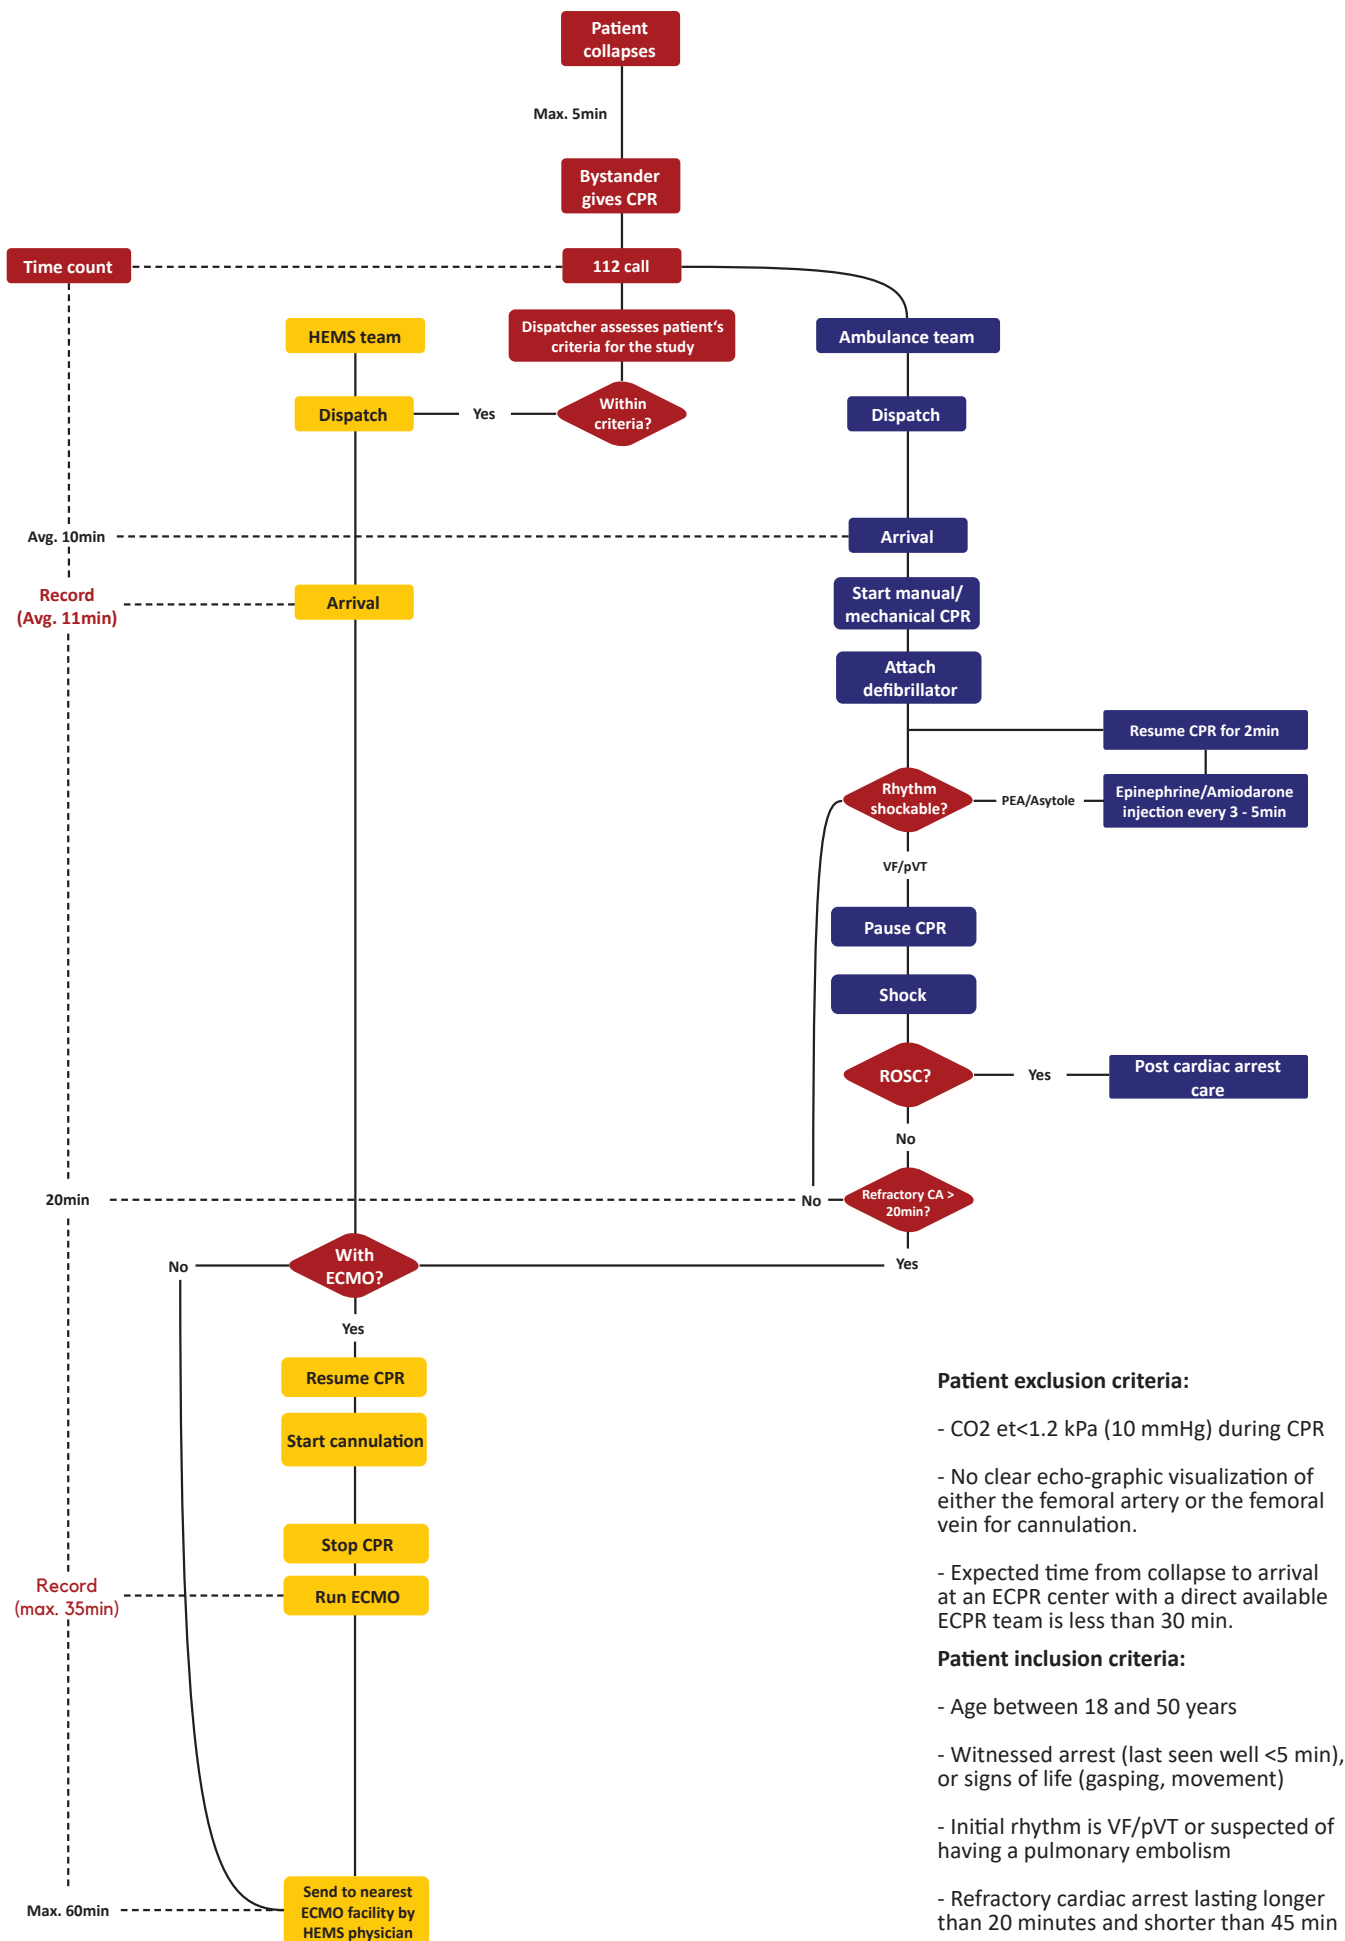 Patient
collapses
Max. 5min
Bystander
gives CPR
Time count
112 call
HEMS team
Dispatcher assesses patient‘s
criteria for the study
Ambulance team
Dispatch
Yes
Within
criteria?
Dispatch
Avg. 10min
Arrival
Record
(Avg. 11min)
Arrival
Start manual/
mechanical CPR
Attach
defibrillator
Resume CPR for 2min
Rhythm
shockable?
PEA/Asytole
Epinephrine/Amiodarone
injection every 3 - 5min
VF/pVT
Pause CPR
Shock
ROSC?
Yes
Post cardiac arrest
care
No
20min
No
Refractory CA >
20min?
No
With
ECMO?
Yes
Yes
Resume CPR
Start cannulation
Stop CPR
Record
(max. 35min)
Run ECMO
Max. 60min
Send to nearest
ECMO facility by
HEMS physician
Patient exclusion criteria:
- CO2 et<1.2 kPa (10 mmHg) during CPR
- No clear echo-graphic visualization of
either the femoral artery or the femoral
vein for cannulation.
- Expected time from collapse to arrival
at an ECPR center with a direct available
ECPR team is less than 30 min.
Patient inclusion criteria:
- Age between 18 and 50 years
- Witnessed arrest (last seen well <5 min),
or signs of life (gasping, movement)
- Initial rhythm is VF/pVT or suspected of
having a pulmonary embolism
- Refractory cardiac arrest lasting longer
than 20 minutes and shorter than 45 min